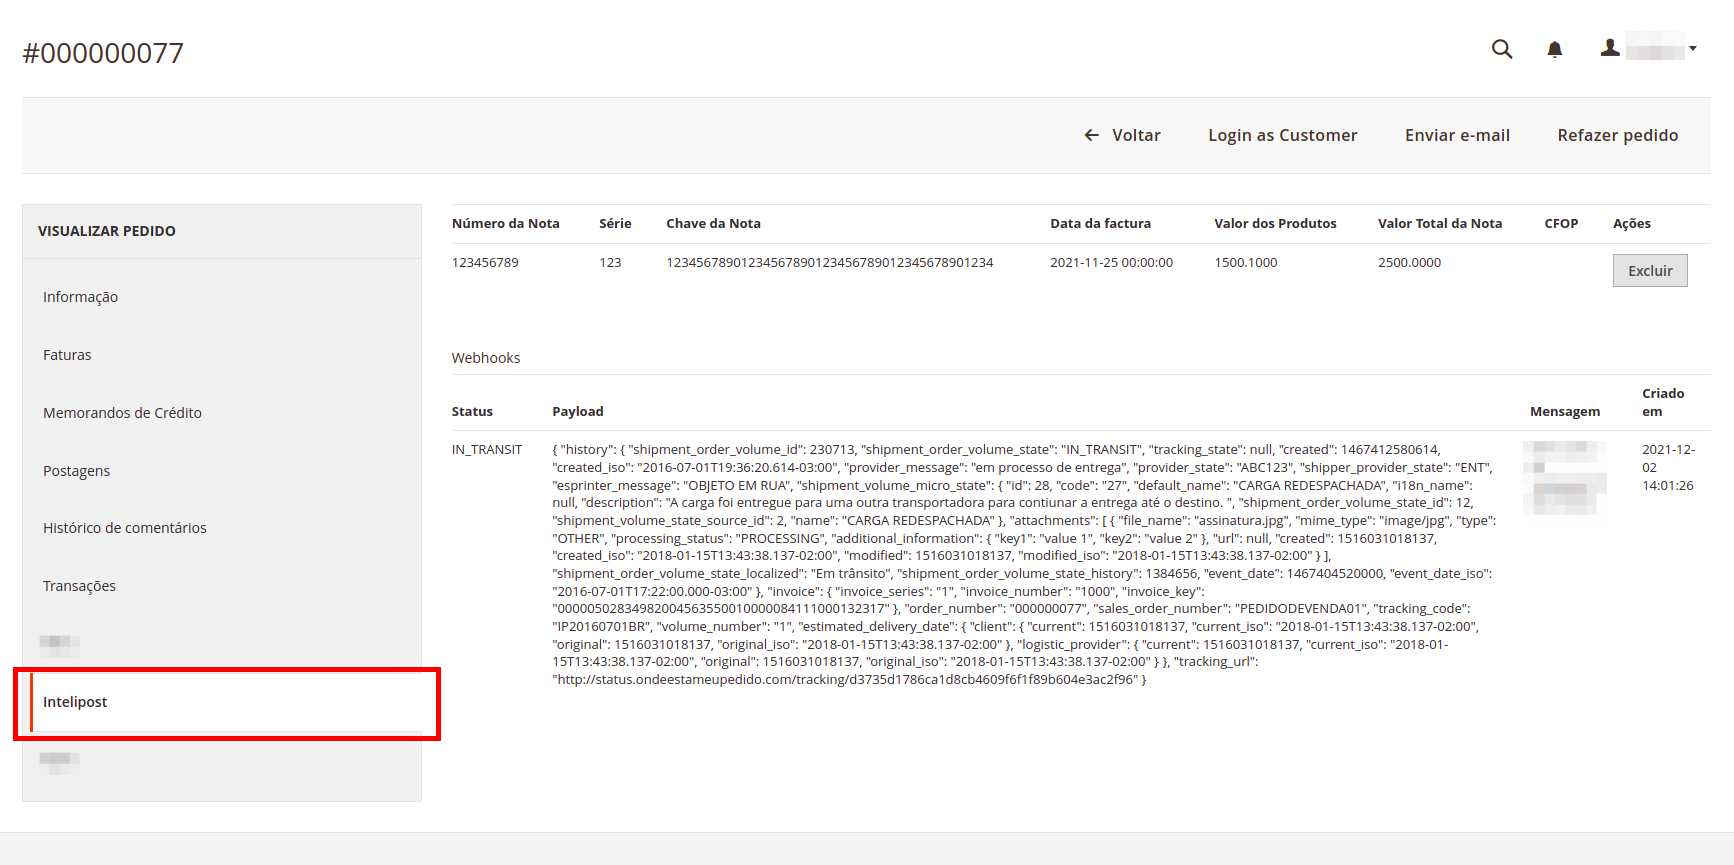 #000000077
Voltar Login as Customer Enviar e-mail Refazer pedido
VISUALIZAR PEDIDO
Informação
Faturas
Memorandos de Crédito
Postagens
Histórico de comentários
Transações
Intelipost
Número da Nota Série Chave da Nota Data da factura Valor dos Produtos Valor Total da Nota CFOP Ações
123456789 123 12345678901234567890123456789012345678901234 2021-11-25 00:00:00 1500.1000 2500.0000 Excluir
Webhooks
Status Payload Mensagem Criado em
IN_TRANSIT
{ "history": { "shipment_order_volume_id": 230713, "shipment_order_volume_state": "IN_TRANSIT", "tracking_state": null, "created": 1467412580614,
"created_iso": "2016-07-01T19:36:20.614-03:00", "provider_message": "em processo de entrega", "provider_state": "ABC123", "shipper_provider_state": "ENT",
"esprinter_message": "OBJETO EM RUA", "shipment_volume_micro_state": { "id": 28, "code": "27", "default_name": "CARGA REDESPACHADA", "i18n_name":
null, "description": "A carga foi entregue para uma outra transportadora para contiunar a entrega até o destino. ", "shipment_order_volume_state_id": 12,
"shipment_volume_state_source_id": 2, "name": "CARGA REDESPACHADA" }, "attachments": [ { "file_name": "assinatura.jpg", "mime_type": "image/jpg", "type":
"OTHER", "processing_status": "PROCESSING", "additional_information": { "key1": "value 1", "key2": "value 2" }, "url": null, "created": 1516031018137,
"created_iso": "2018-01-15T13:43:38.137-02:00", "modified": 1516031018137, "modified_iso": "2018-01-15T13:43:38.137-02:00" } ],
"shipment_order_volume_state_localized": "Em trânsito", "shipment_order_volume_state_history": 1384656, "event_date": 1467404520000, "event_date_iso":
"2016-07-01T17:22:00.000-03:00" }, "invoice": { "invoice_series": "1", "invoice_number": "1000", "invoice_key":
"00000502834982004563550010000084111000132317" }, "order_number": "000000077", "sales_order_number": "PEDIDODEVENDA01", "tracking_code":
"IP20160701BR", "volume_number": "1", "estimated_delivery_date": { "client": { "current": 1516031018137, "current_iso": "2018-01-15T13:43:38.137-02:00",
"original": 1516031018137, "original_iso": "2018-01-15T13:43:38.137-02:00" }, "logistic_provider": { "current": 1516031018137, "current_iso": "2018-01-
15T13:43:38.137-02:00", "original": 1516031018137, "original_iso": "2018-01-15T13:43:38.137-02:00" } }, "tracking_url":
"http://status.ondeestameupedido.com/tracking/d3735d1786ca1d8cb4609f6f1f89b604e3ac2f96" }
2021-12-
02
14:01:26